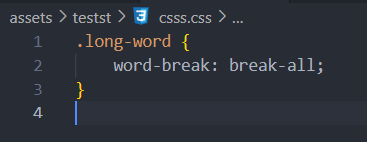 assets > testst > csss.css > ...
1 .long-word {
2     word-break: break-all;
3 }
4